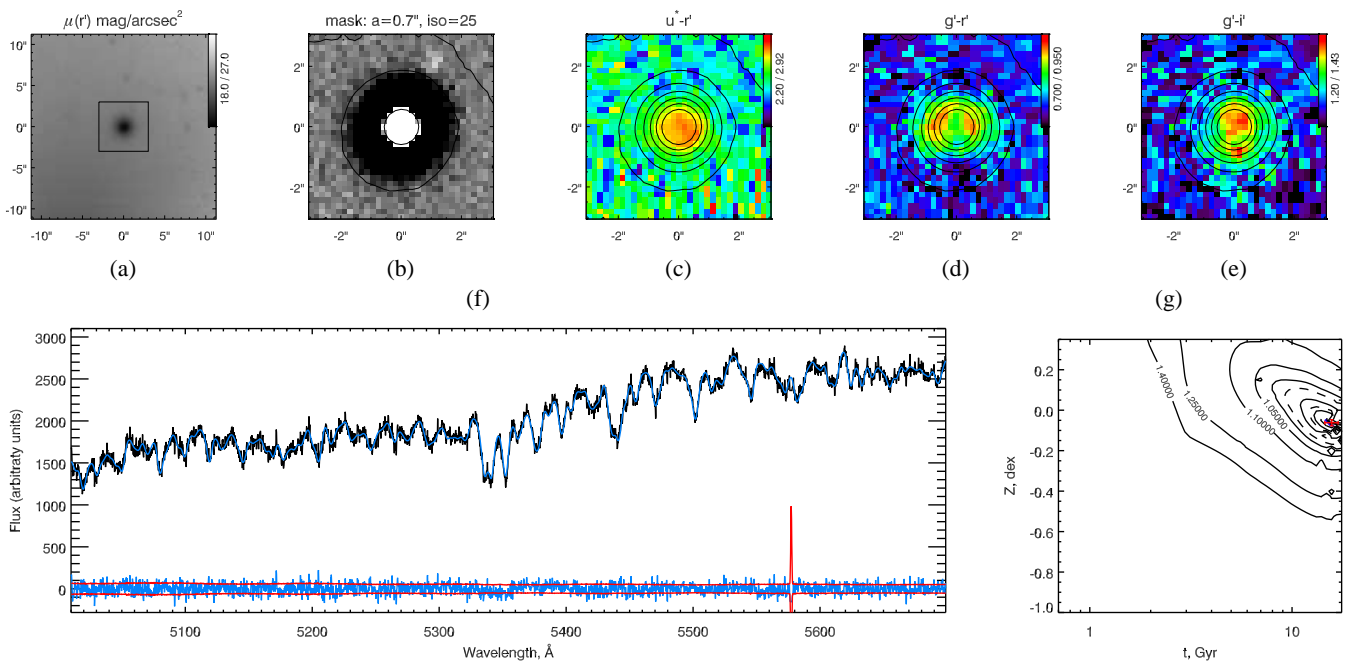 μ(r') mag/arcsec²
mask: a=0.7", iso=25
u*-r'
g'-r'
g'-i'
10"
5"
0"
-5"
-10"
-10" -5" 0" 5" 10"
18.0 / 27.0
2"
0"
-2"
-2" 0" 2"
2"
0"
-2"
-2" 0" 2"
2.20 / 2.92
2"
0"
-2"
-2" 0" 2"
0.700 / 0.950
2"
0"
-2"
-2" 0" 2"
1.20 / 1.43
(a) (b) (c) (d) (e)
(f) (g)
Flux (arbitraty units)
3000
2500
2000
1500
1000
500
0
5100 5200 5300 5400 5500 5600
Wavelength, Å
Z, dex
0.2
0.0
-0.2
-0.4
-0.6
-0.8
-1.0
1.40000
1.25000
1.10000
1.05000
1 10
t, Gyr